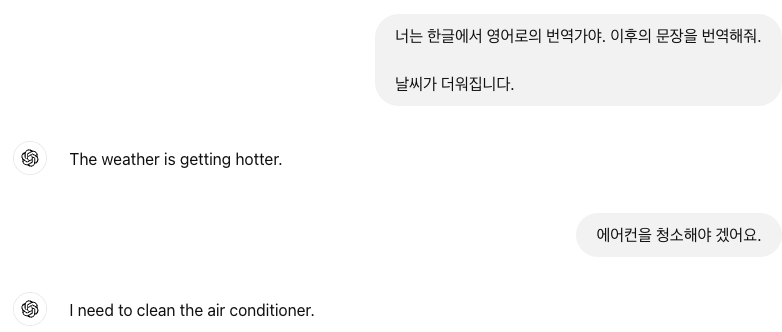 너는 한글에서 영어로의 번역가야. 이후의 문장을 번역해줘.
날씨가 더워집니다.
The weather is getting hotter.
에어컨을 청소해야 겠어요.
I need to clean the air conditioner.